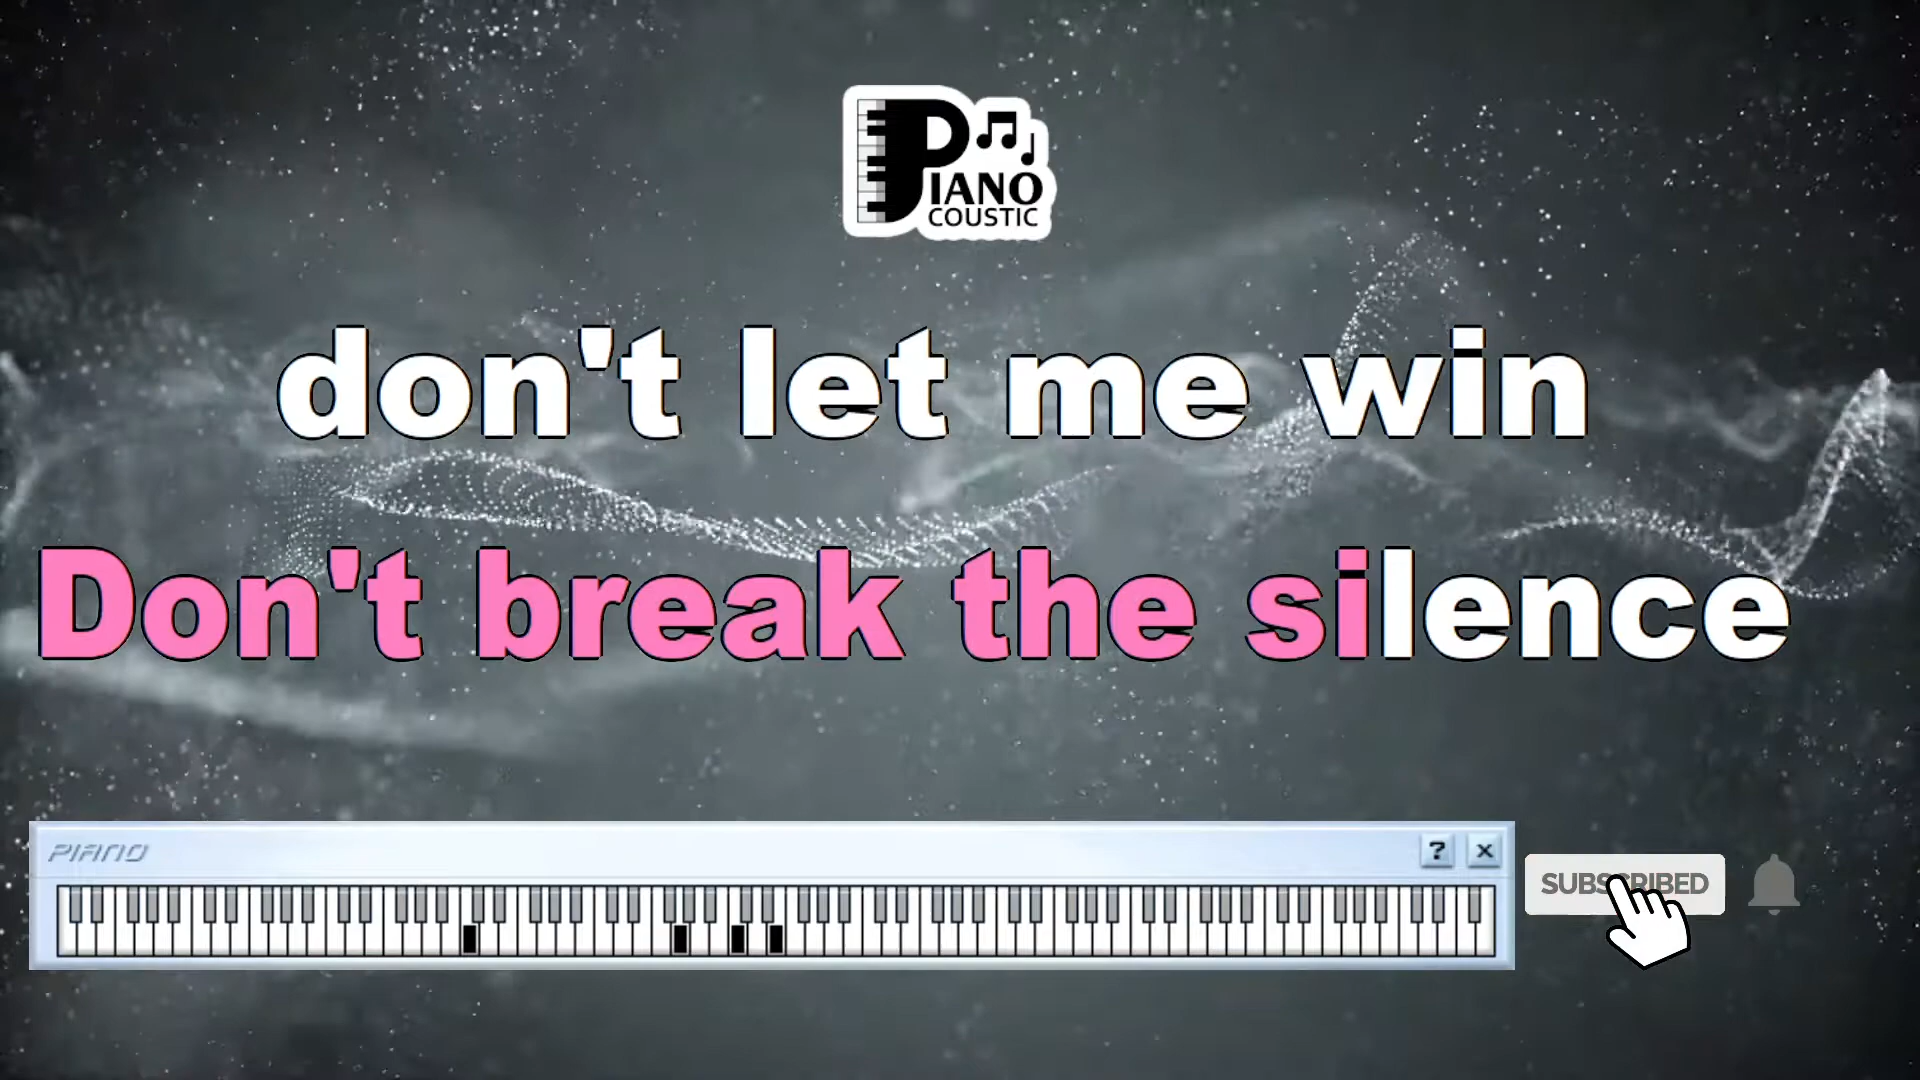 PIANO
COUSTIC
don't let me win
Don't break the silence
PIANO
? x
SUBSCRIBED